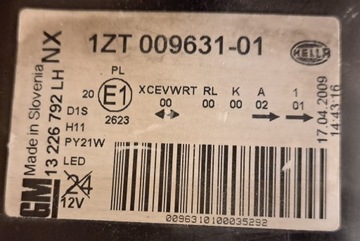 1ZT 009631-01
HELLA
GM
Made in Slovenia
13 226 792 LH
NX
PL
20
E1
2623
D1S
H11
PY21W
LED
24
12V
XCEVWRT RL K A 1
00 00 00 02 01
17.04.2009
14:43:16
00963101000035292